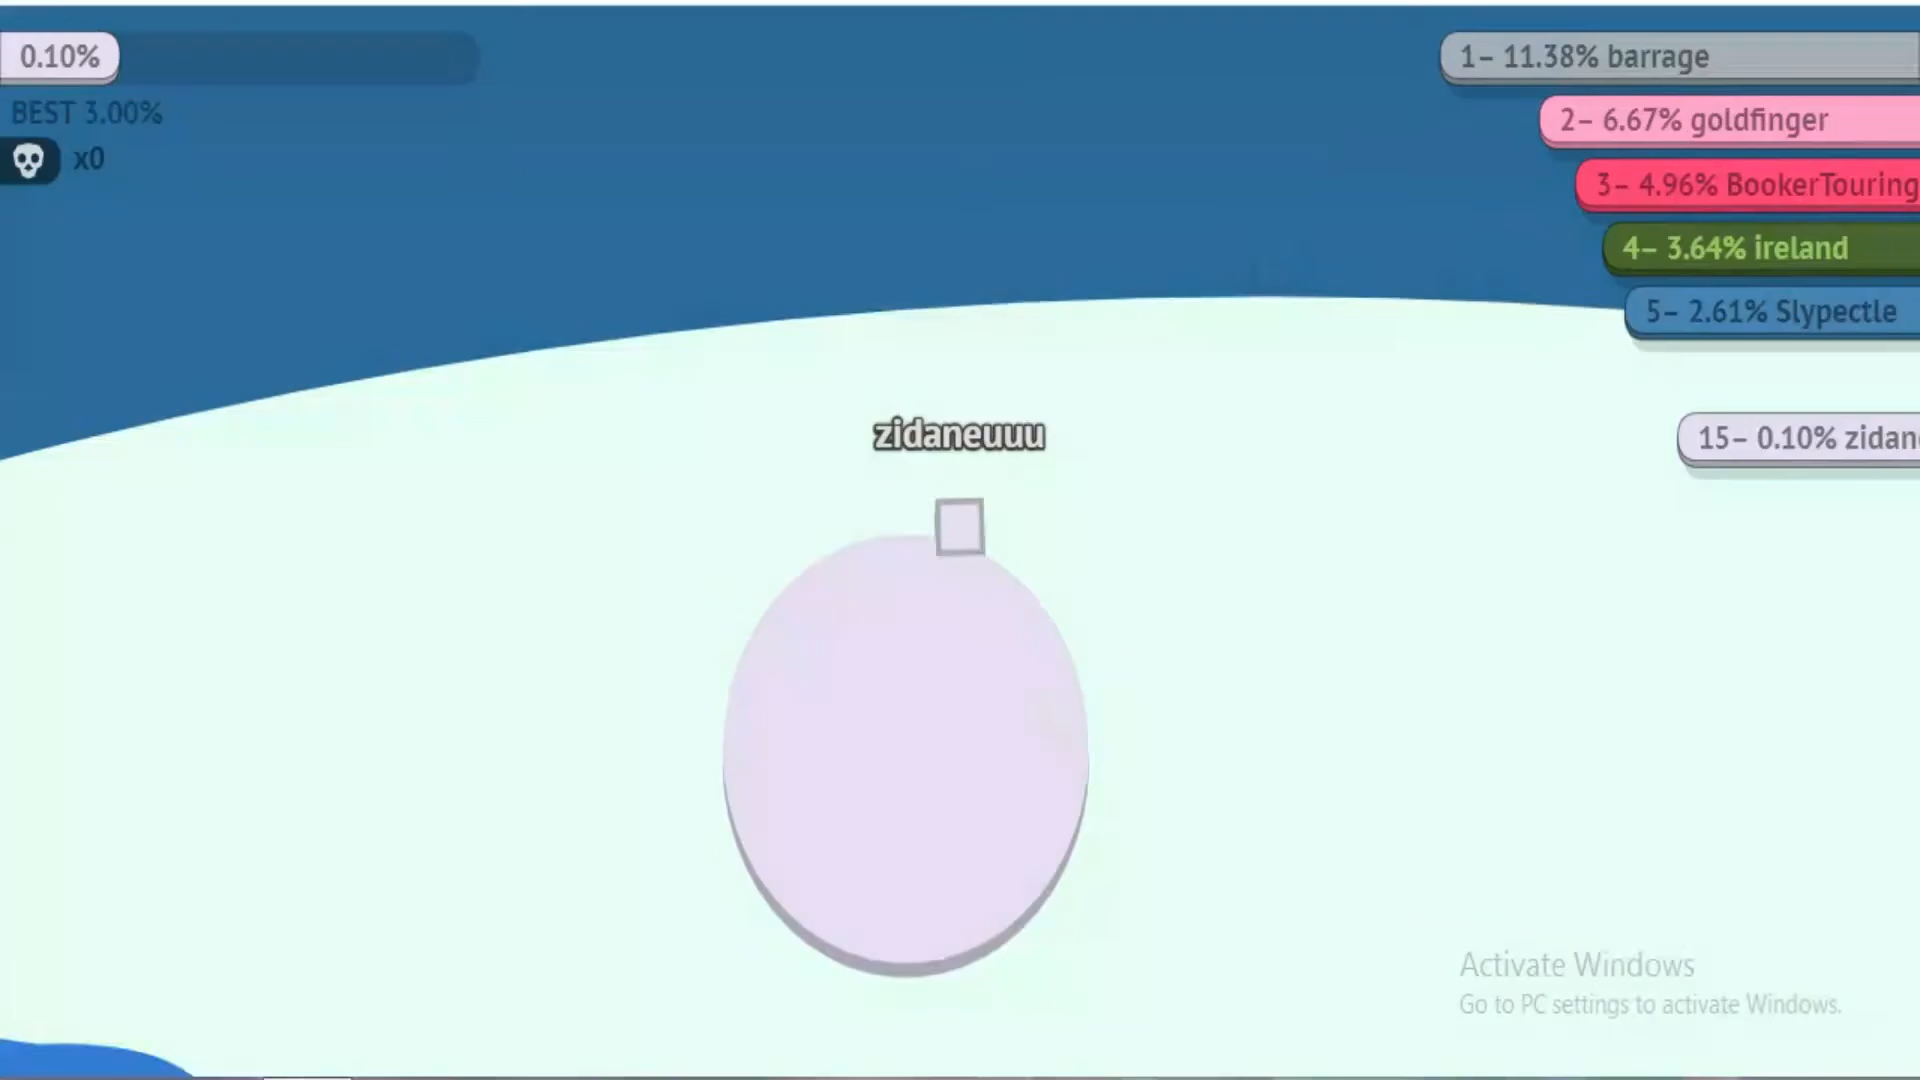 0.10%
BEST 3.00%
x0
1– 11.38% barrage
2– 6.67% goldfinger
3– 4.96% BookerTouring
4– 3.64% ireland
5– 2.61% Slypectle
15– 0.10% zidan
zidaneuuu
Activate Windows
Go to PC settings to activate Windows.